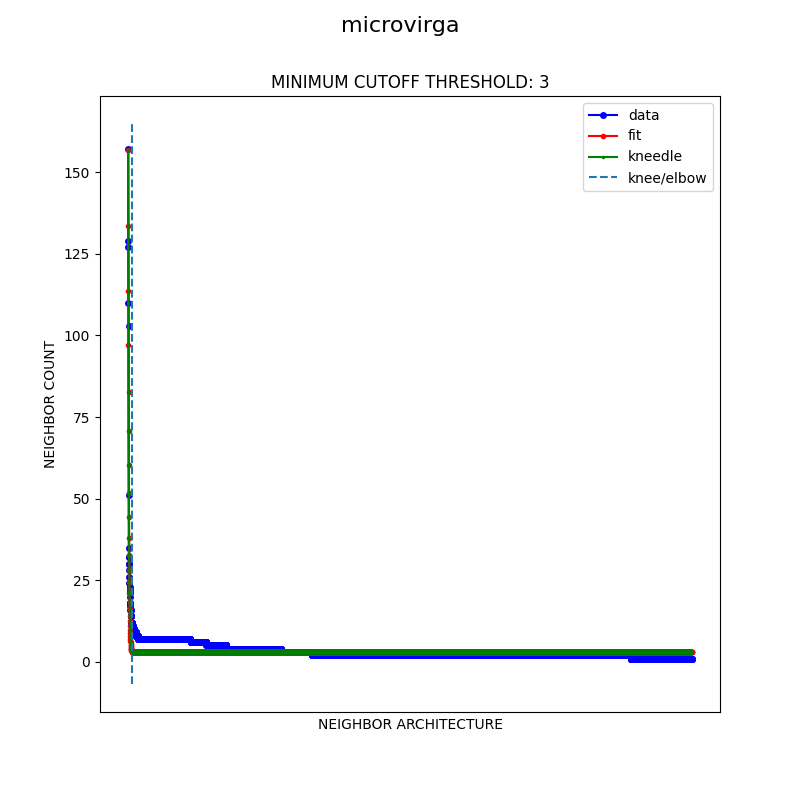 microvirga
MINIMUM CUTOFF THRESHOLD: 3
data
fit
kneedle
knee/elbow
150
125
100
75
50
25
0
NEIGHBOR COUNT
NEIGHBOR ARCHITECTURE